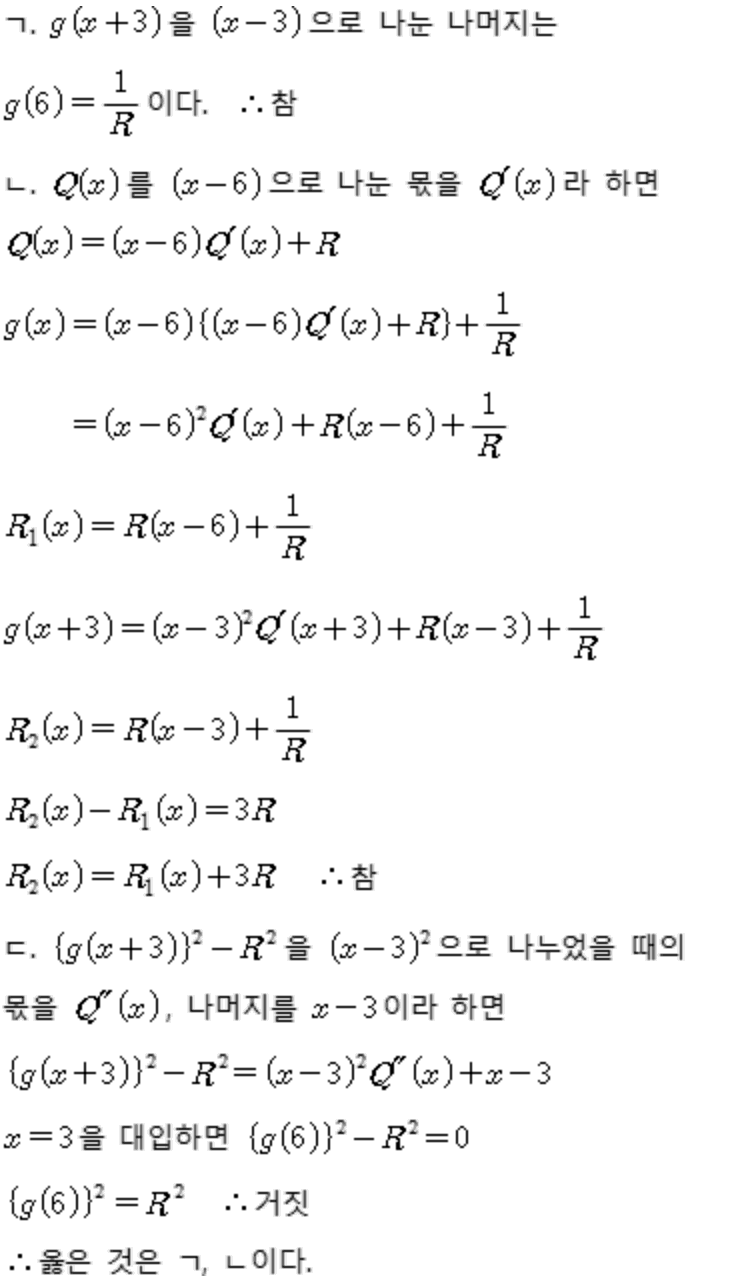 ㄱ. g(x+3)을 (x-3)으로 나눈 나머지는
g(6)=1/R이다. ∴참
ㄴ. Q(x)를 (x-6)으로 나눈 몫을 Q′(x)라 하면
Q(x)=(x-6)Q′(x)+R
g(x)=(x-6){(x-6)Q′(x)+R}+1/R
=(x-6)²Q′(x)+R(x-6)+1/R
R₁(x)=R(x-6)+1/R
g(x+3)=(x-3)²Q′(x+3)+R(x-3)+1/R
R₂(x)=R(x-3)+1/R
R₂(x)-R₁(x)=3R
R₂(x)=R₁(x)+3R ∴참
ㄷ. {g(x+3)}²-R²을 (x-3)²으로 나누었을 때의
몫을 Q″(x), 나머지를 x-3이라 하면
{g(x+3)}²-R²=(x-3)²Q″(x)+x-3
x=3을 대입하면 {g(6)}²-R²=0
{g(6)}²=R² ∴거짓
∴옳은 것은 ㄱ, ㄴ이다.